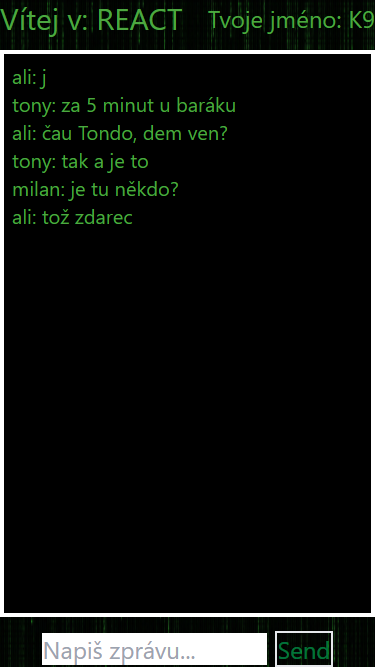 Vítej v: REACT Tvoje jméno: K9
ali: j
tony: za 5 minut u baráku
ali: čau Tondo, dem ven?
tony: tak a je to
milan: je tu někdo?
ali: tož zdarec
Napiš zprávu... Send